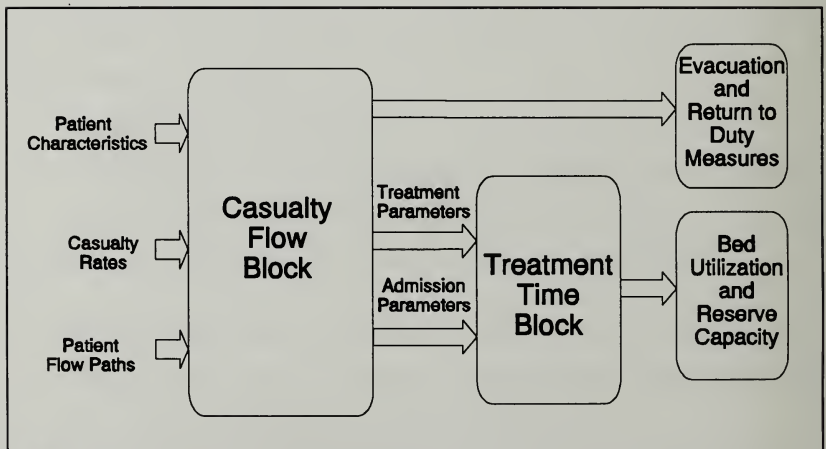 Patient
Characteristics
Casualty
Rates
Patient
Flow Paths
Casualty
Flow
Block
Treatment
Parameters
Admission
Parameters
Treatment
Time
Block
Evacuation
and
Return to
Duty
Measures
Bed
Utilization
and
Reserve
Capacity